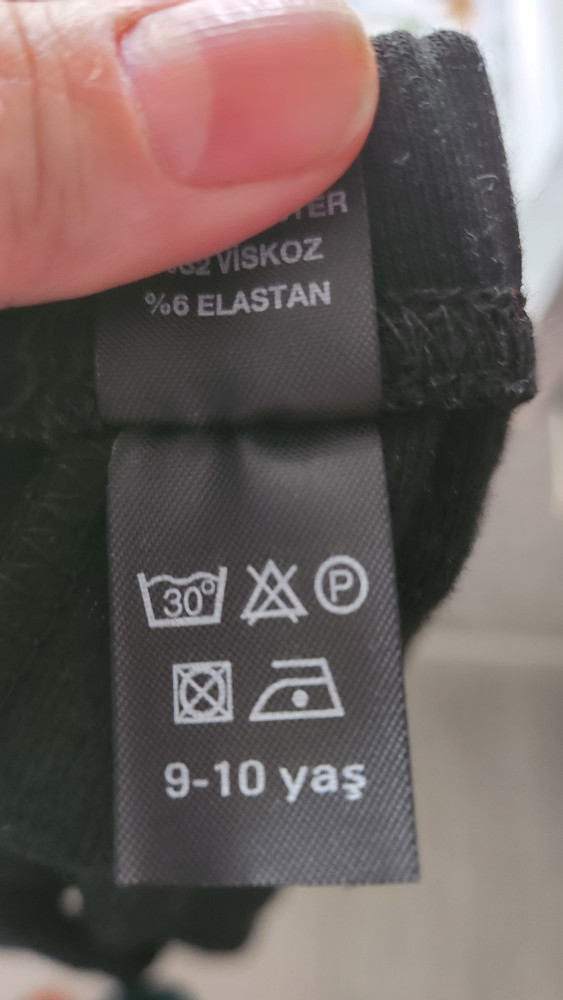 VİSKOZ
%6 ELASTAN
30°
P
9-10 yaş